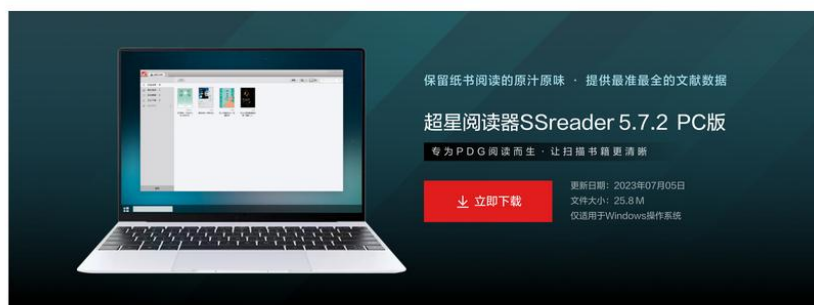 保留纸书阅读的原汁原味 · 提供最准最全的文献数据
超星阅读器SSreader 5.7.2 PC版
专为PDG阅读而生 · 让扫描书籍更清晰
立即下载
更新日期：2023年07月05日
文件大小：25.8 M
仅适用于Windows操作系统